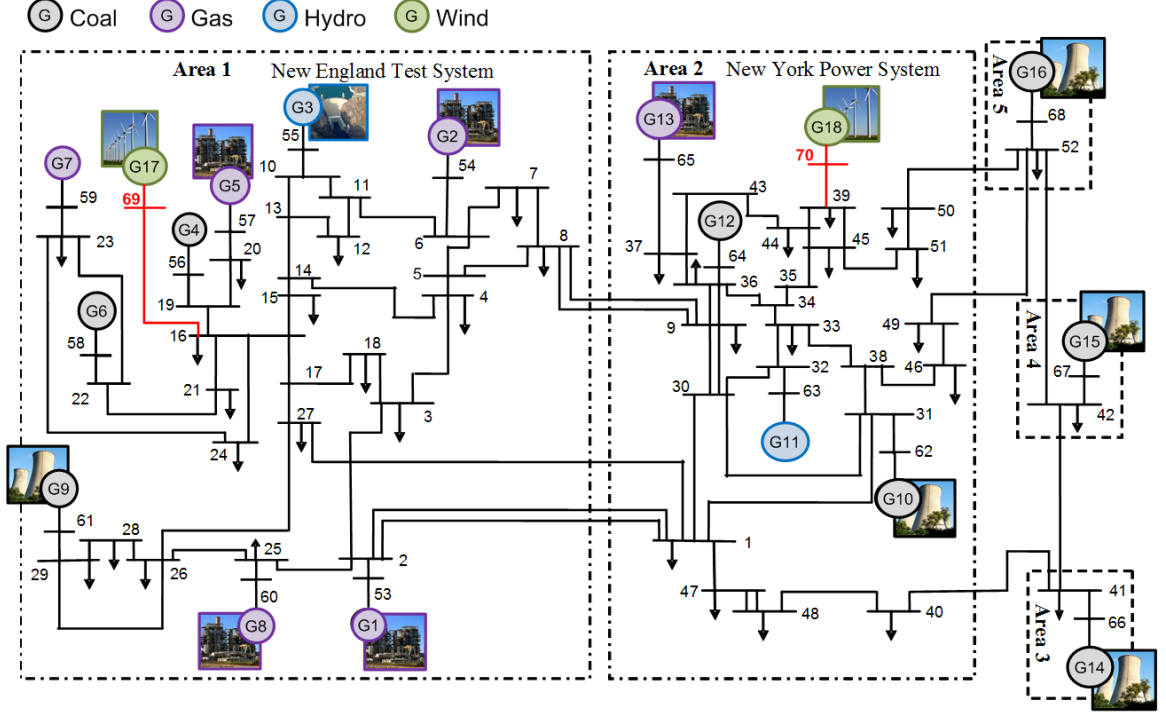 G Coal G Gas G Hydro G Wind
Area 1 New England Test System
Area 2 New York Power System
Area 5
G16
68
52
G3
55
10
G2
54
7
G13
65
G18
70
G7
59
23
G17
69
G5
57
20
G4
56
19
11
13
12
6
8
5
4
14
15
43
39
G12
64
37
44
45
50
51
36
35
34
9
33
49
G6
58
22
16
21
24
18
17
3
27
30
32
63
G11
38
46
31
62
G10
Area 4
G15
67
42
G9
61
28
29
26
25
60
G8
2
53
G1
1
47
48
40
41
66
Area 3
G14